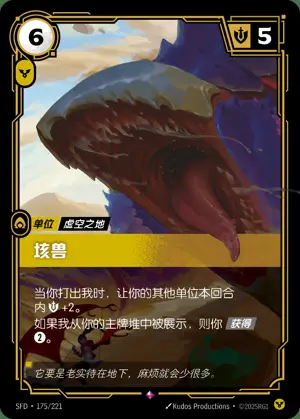 6
5
单位 虚空之地
垓兽
当你打出我时，让你的其他单位本回合
内 +2。
如果我从你的主牌堆中被展示，则你 获得
2。
它要是老实待在地下，麻烦就会少很多。
SFD • 175/221
Kudos Productions • ©2025RGI